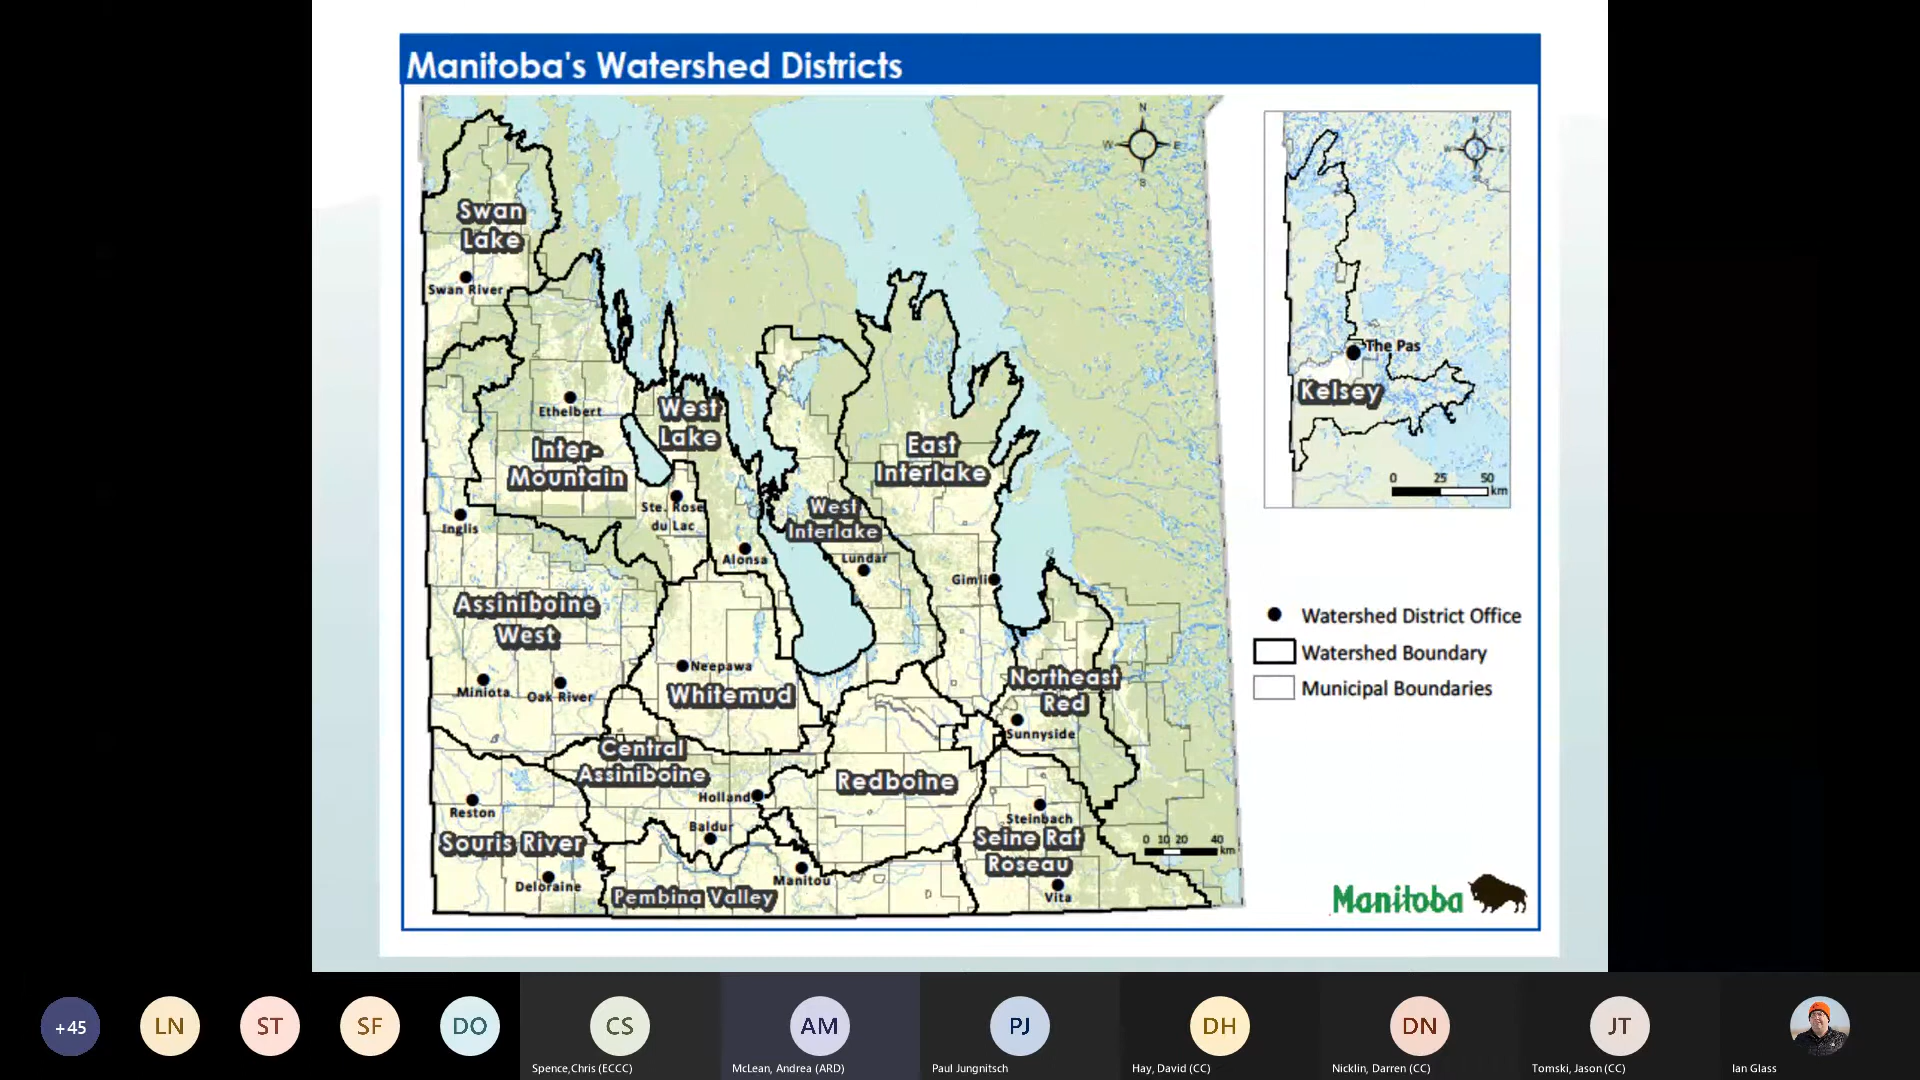 Manitoba's Watershed Districts
N
W
E
S
Swan
Lake
Swan River
Ethelbert
Inter-
Mountain
West
Lake
Ste. Rose
du Lac
Inglis
Alonsa
West
Interlake
Lundar
East
Interlake
Gimli
Assiniboine
West
Miniota
Oak River
Neepawa
Whitemud
Northeast
Red
Sunnyside
Central
Assiniboine
Holland
Redboine
Reston
Baldur
Souris River
Deloraine
Pembina Valley
Manitou
Steinbach
Seine Rat
Roseau
Vita
0 10 20 40
km
The Pas
Kelsey
0 25 50
km
Watershed District Office
Watershed Boundary
Municipal Boundaries
Manitoba
+45
LN
ST
SF
DO
CS
AM
PJ
DH
DN
JT
Spence,Chris (ECCC)
McLean, Andrea (ARD)
Paul Jungnitsch
Hay, David (CC)
Nicklin, Darren (CC)
Tomski, Jason (CC)
Ian Glass